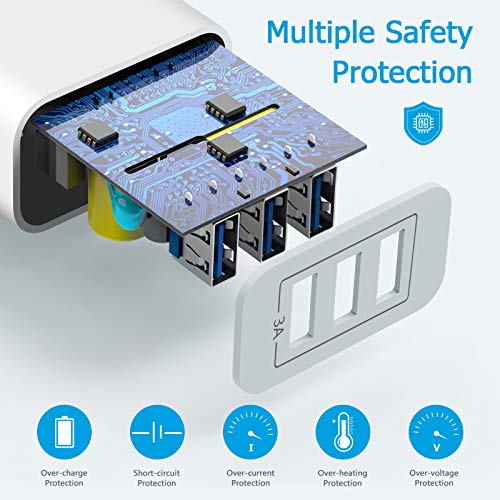 Multiple Safety
Protection
3A
I
V
Over-charge
Protection
Short-circuit
Protection
Over-current
Protection
Over-heating
Protection
Over-voltage
Protection